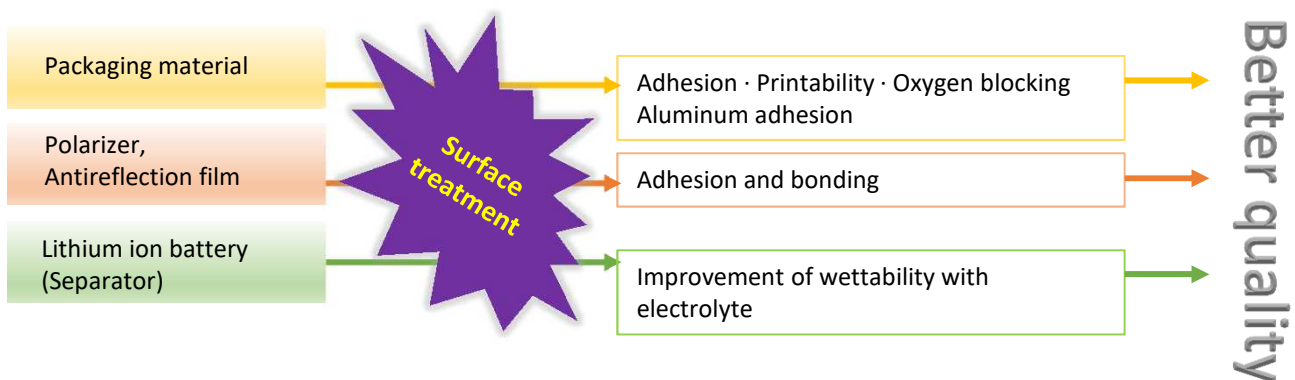 Packaging material
Polarizer,
Antireflection film
Lithium ion battery
(Separator)
Surface
treatment
Adhesion · Printability · Oxygen blocking
Aluminum adhesion
Adhesion and bonding
Improvement of wettability with
electrolyte
Better quality